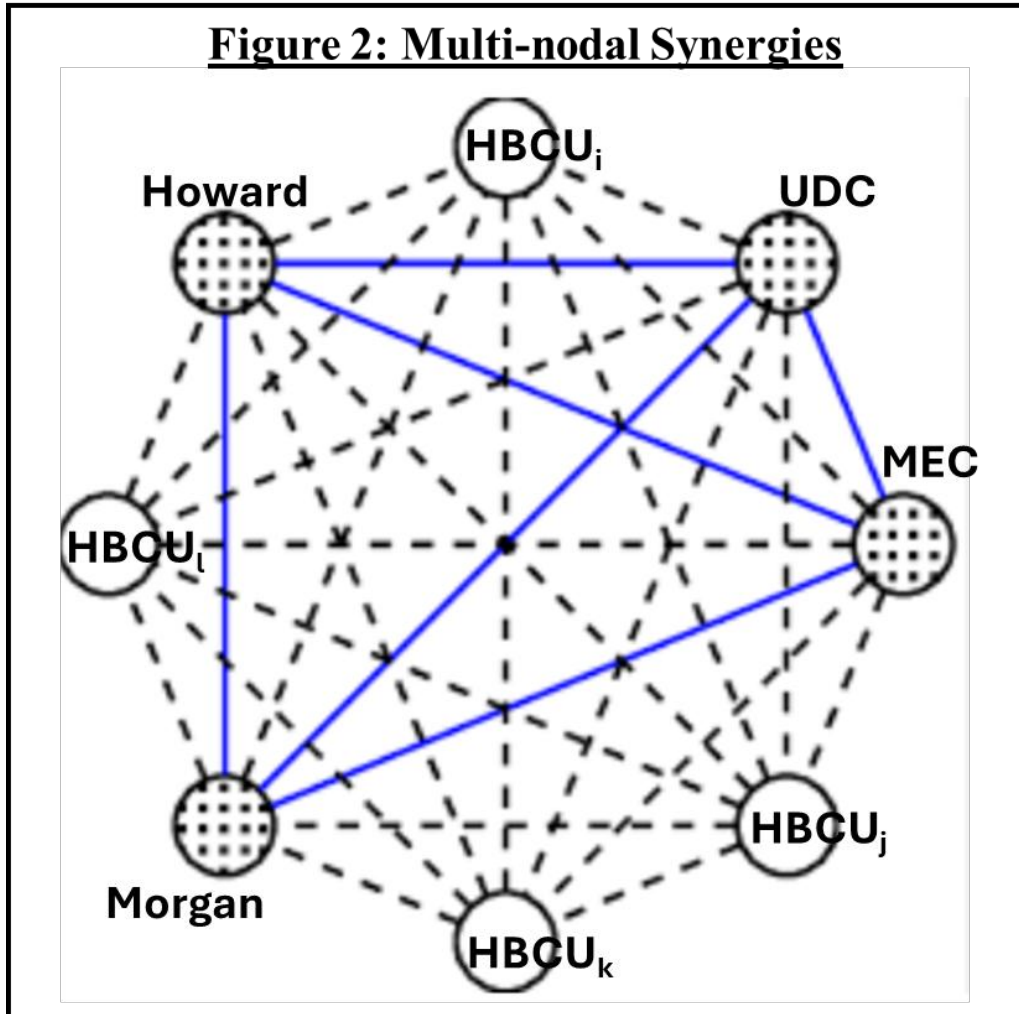 Figure 2: Multi-nodal Synergies
HBCUi
Howard
UDC
MEC
HBCUl
HBCUj
Morgan
HBCUk